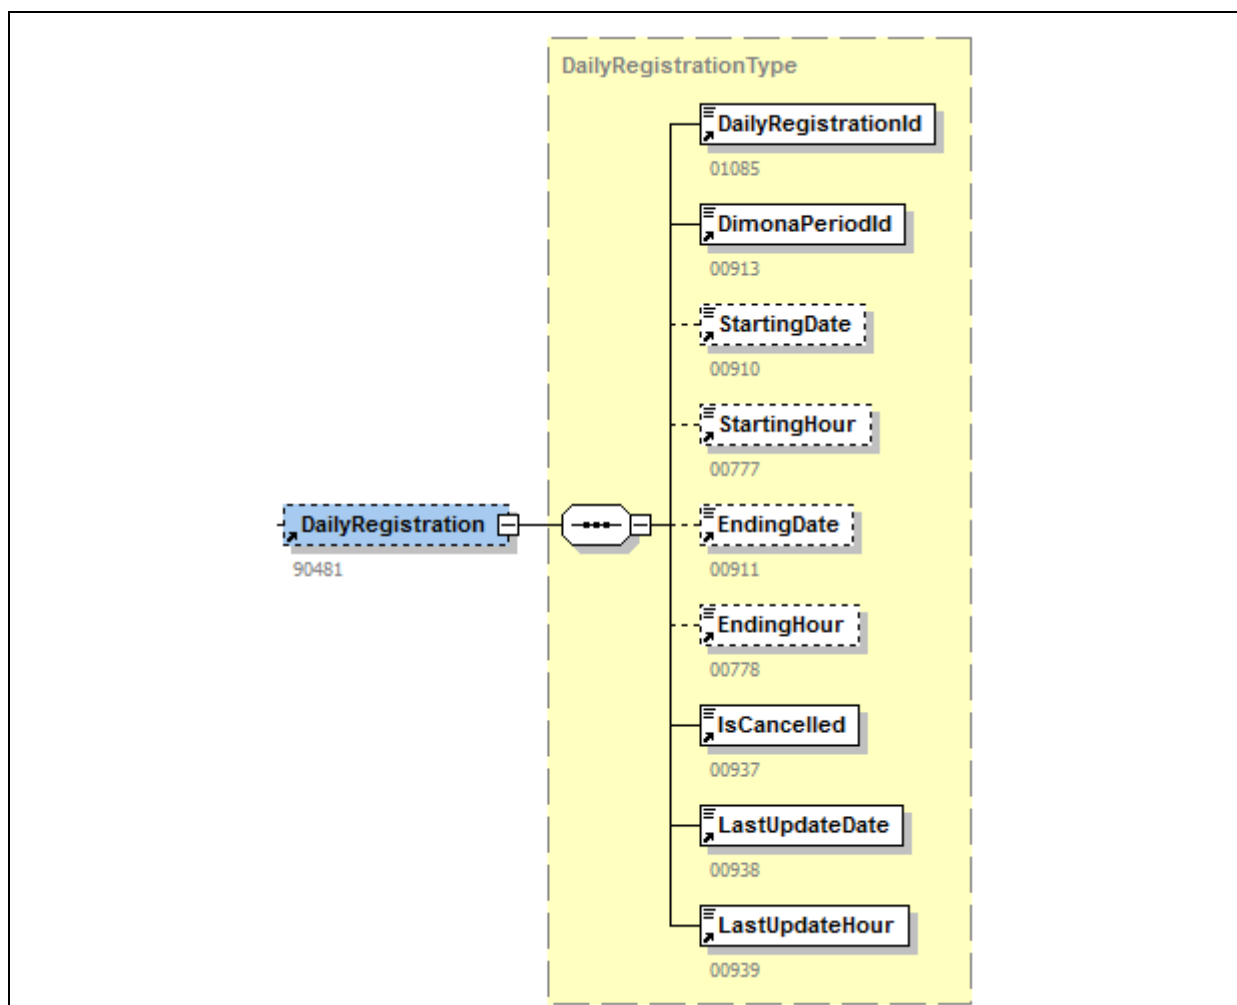 DailyRegistrationType
DailyRegistrationId
01085
DimonaPeriodId
00913
StartingDate
00910
StartingHour
00777
DailyRegistration
90481
EndingDate
00911
EndingHour
00778
IsCancelled
00937
LastUpdateDate
00938
LastUpdateHour
00939